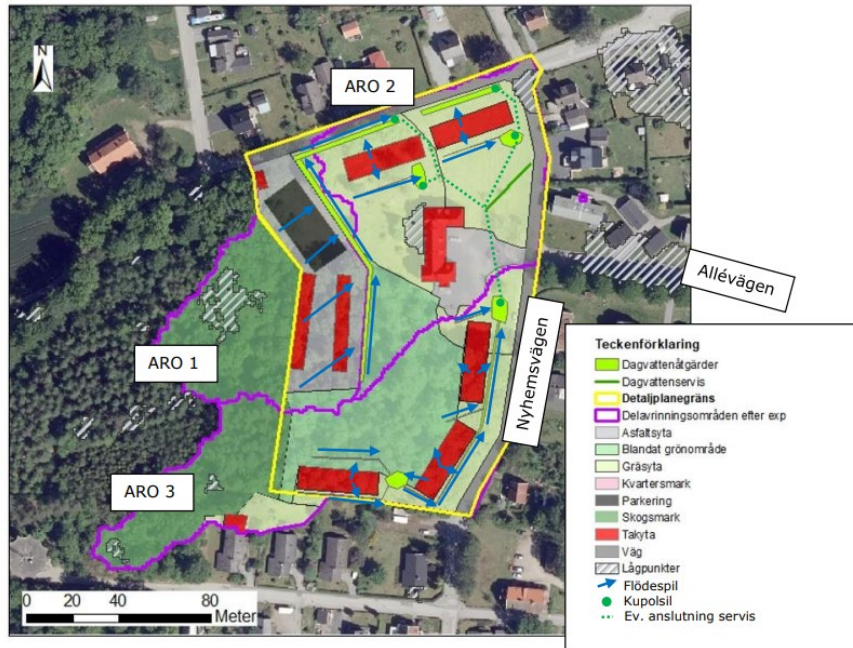 N
ARO 2
Allévägen
ARO 1
Nyhemsvägen
ARO 3
0 20 40 80
Meter
Teckenförklaring
Dagvattenåtgärder
Dagvattenservis
Detaljplanegräns
Delavrinningsområden efter exp
Asfaltsyta
Blandat grönområde
Gräsyta
Kvartersmark
Parkering
Skogsmark
Takyta
Väg
Lågpunkter
Flödespil
Kupolsil
Ev. anslutning servis